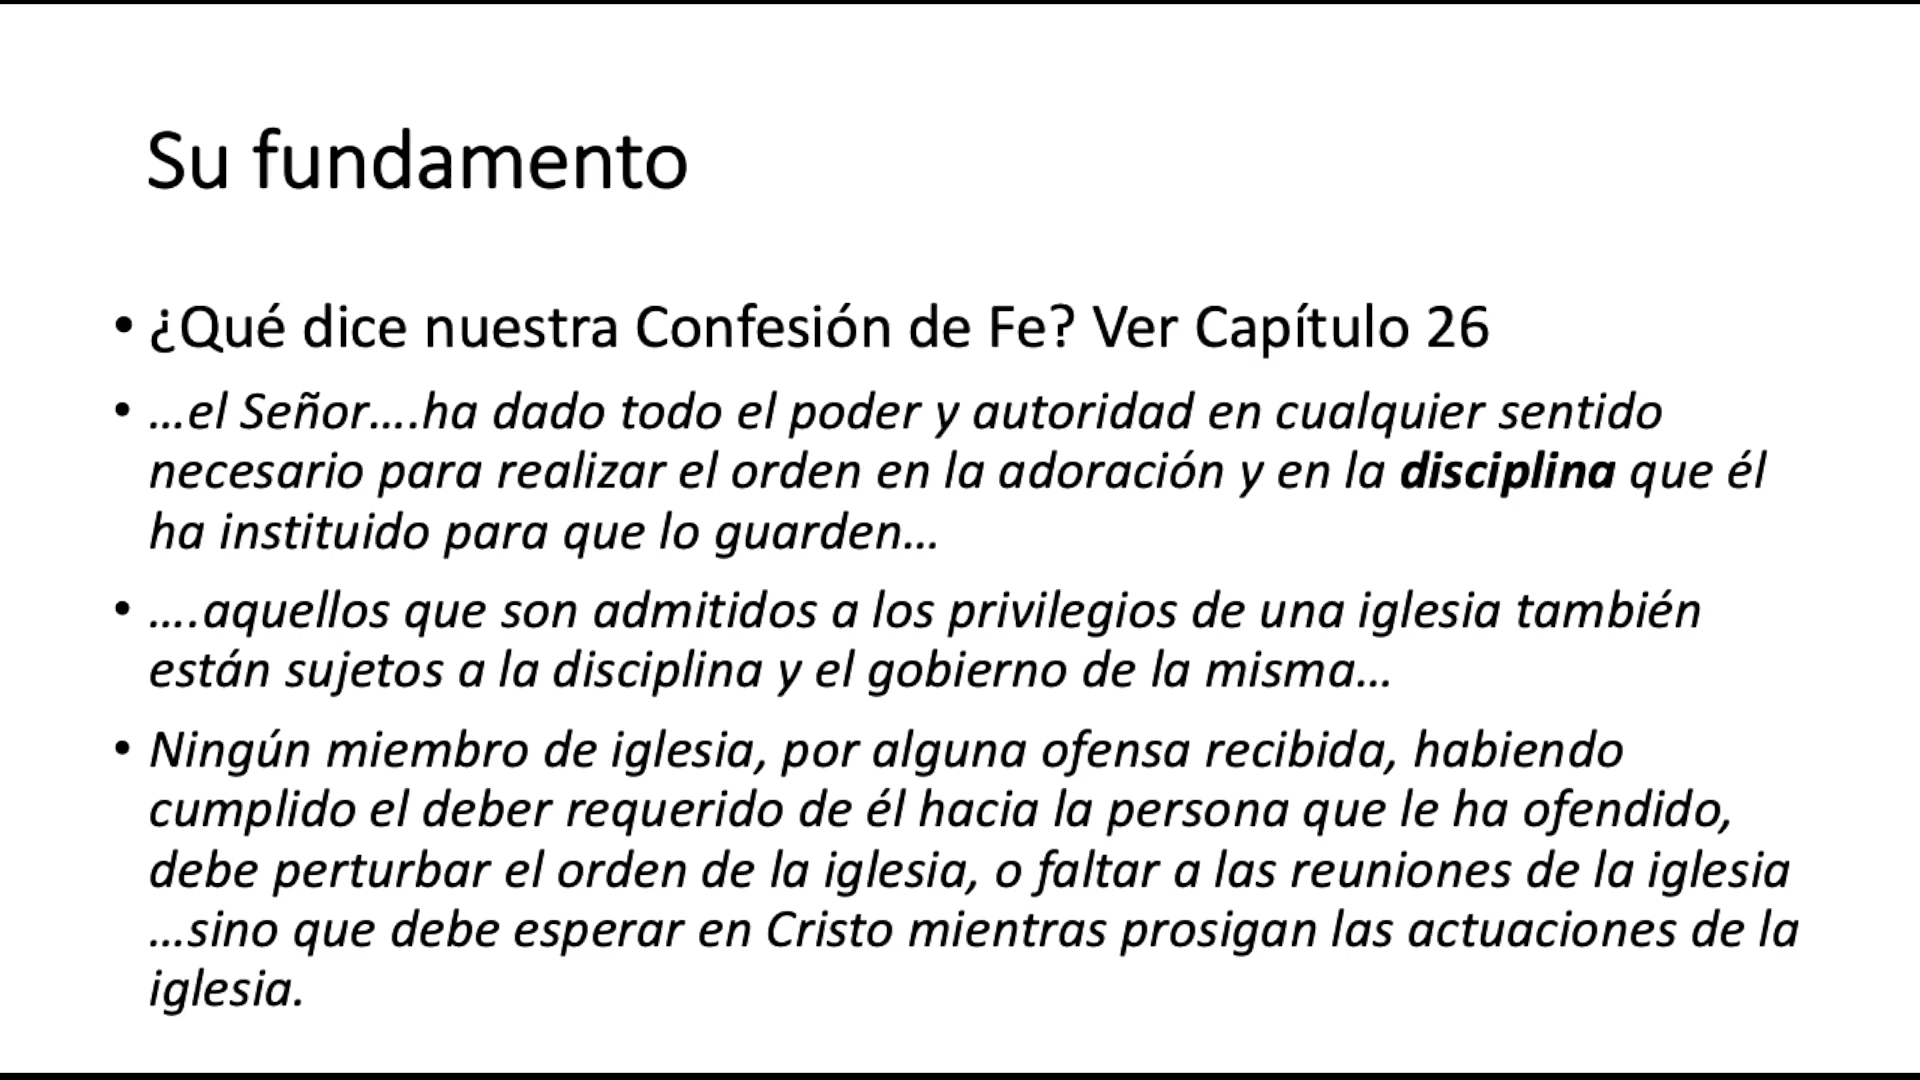 Su fundamento
• ¿Qué dice nuestra Confesión de Fe? Ver Capítulo 26
• …el Señor….ha dado todo el poder y autoridad en cualquier sentido
necesario para realizar el orden en la adoración y en la disciplina que él
ha instituido para que lo guarden…
• ….aquellos que son admitidos a los privilegios de una iglesia también
están sujetos a la disciplina y el gobierno de la misma…
• Ningún miembro de iglesia, por alguna ofensa recibida, habiendo
cumplido el deber requerido de él hacia la persona que le ha ofendido,
debe perturbar el orden de la iglesia, o faltar a las reuniones de la iglesia
…sino que debe esperar en Cristo mientras prosigan las actuaciones de la
iglesia.